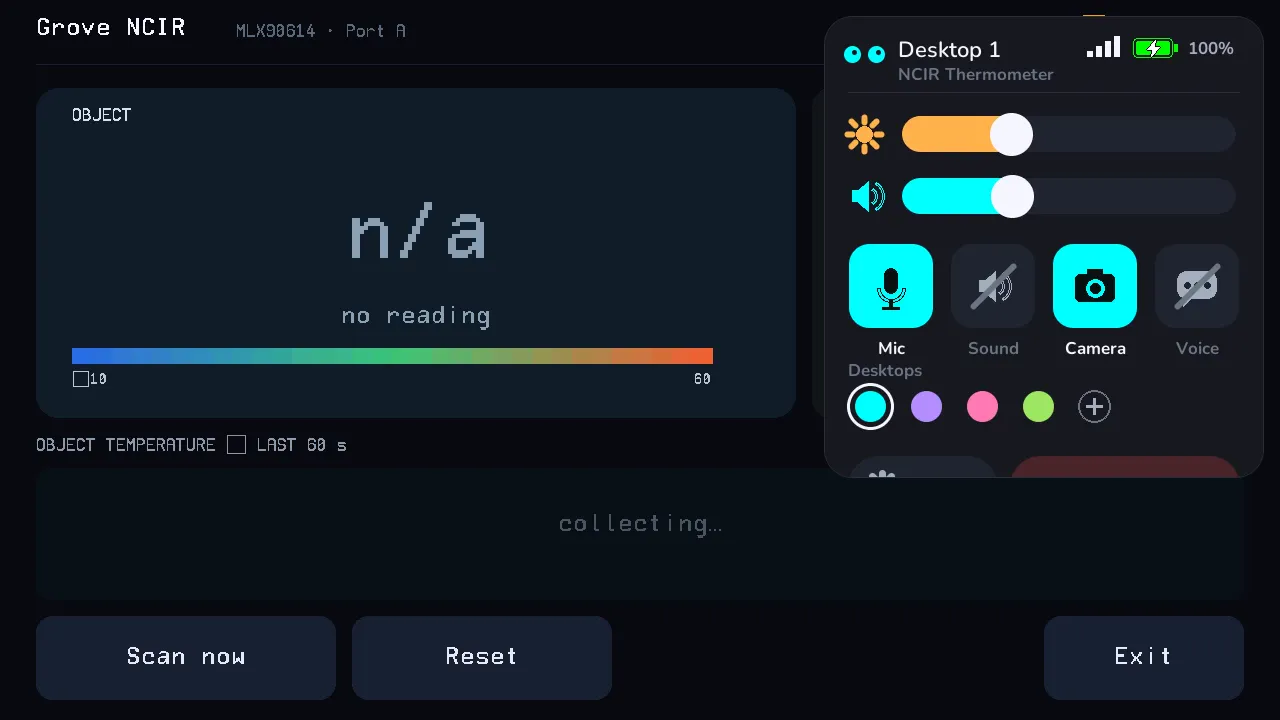 Grove NCIR
MLX90614 · Port A
OBJECT
n/a
no reading
□10
60
OBJECT TEMPERATURE □ LAST 60 s
collecting…
Scan now
Reset
Exit
Desktop 1
NCIR Thermometer
100%
Mic
Sound
Camera
Voice
Desktops